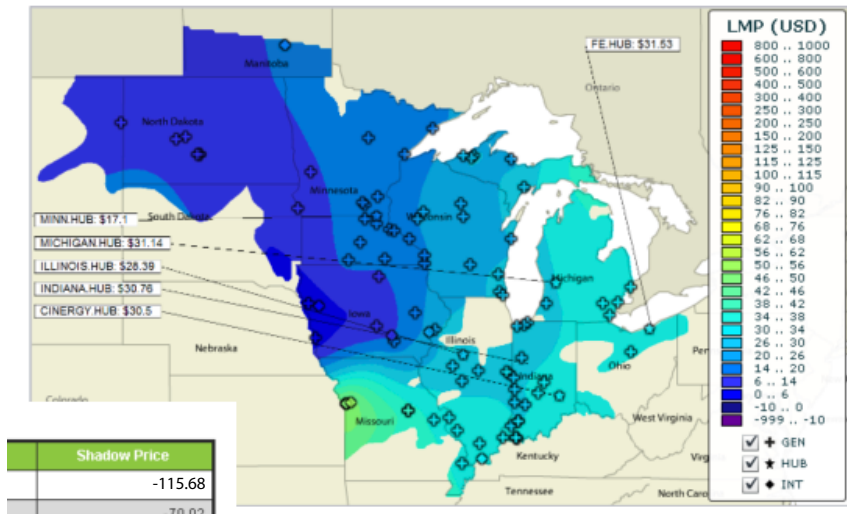 LMP (USD)
800 .. 1000
600 .. 800
500 .. 600
400 .. 500
300 .. 400
250 .. 300
200 .. 250
150 .. 200
125 .. 150
115 .. 125
100 .. 115
90 .. 100
82 .. 90
76 .. 82
68 .. 76
62 .. 68
56 .. 62
50 .. 56
46 .. 50
42 .. 46
38 .. 42
34 .. 38
30 .. 34
26 .. 30
20 .. 26
14 .. 20
6 .. 14
0 .. 6
-10 .. 0
-999 .. -10
GEN
HUB
INT
FE.HUB: $31.53
Manitoba
Ontario
North Dakota
Minnesota
South Dakota
Wisconsin
MINN.HUB: $17.1
MICHIGAN.HUB: $31.14
ILLINOIS.HUB: $28.39
INDIANA.HUB: $30.76
CINERGY.HUB: $30.5
Michigan
Iowa
Nebraska
Illinois
Indiana
Ohio
Pen
Colorado
Missouri
West Virginia
Virg
Kentucky
Tennessee
North Caro
Shadow Price
-115.68